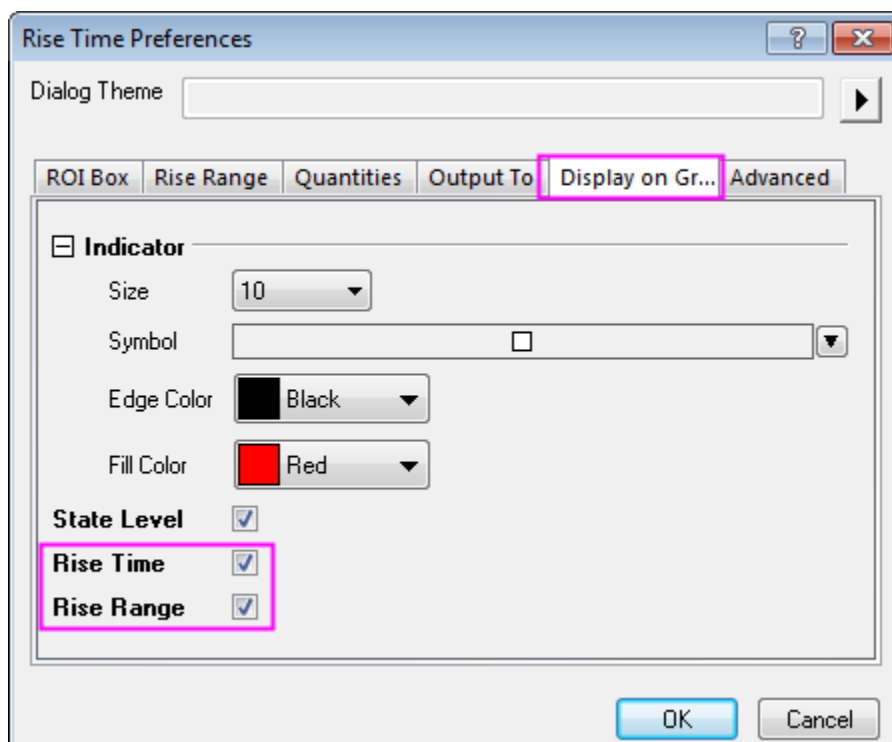 Rise Time Preferences
Dialog Theme
ROI Box Rise Range Quantities Output To Display on Gr... Advanced
Indicator
Size 10
Symbol
Edge Color Black
Fill Color Red
State Level
Rise Time
Rise Range
OK Cancel